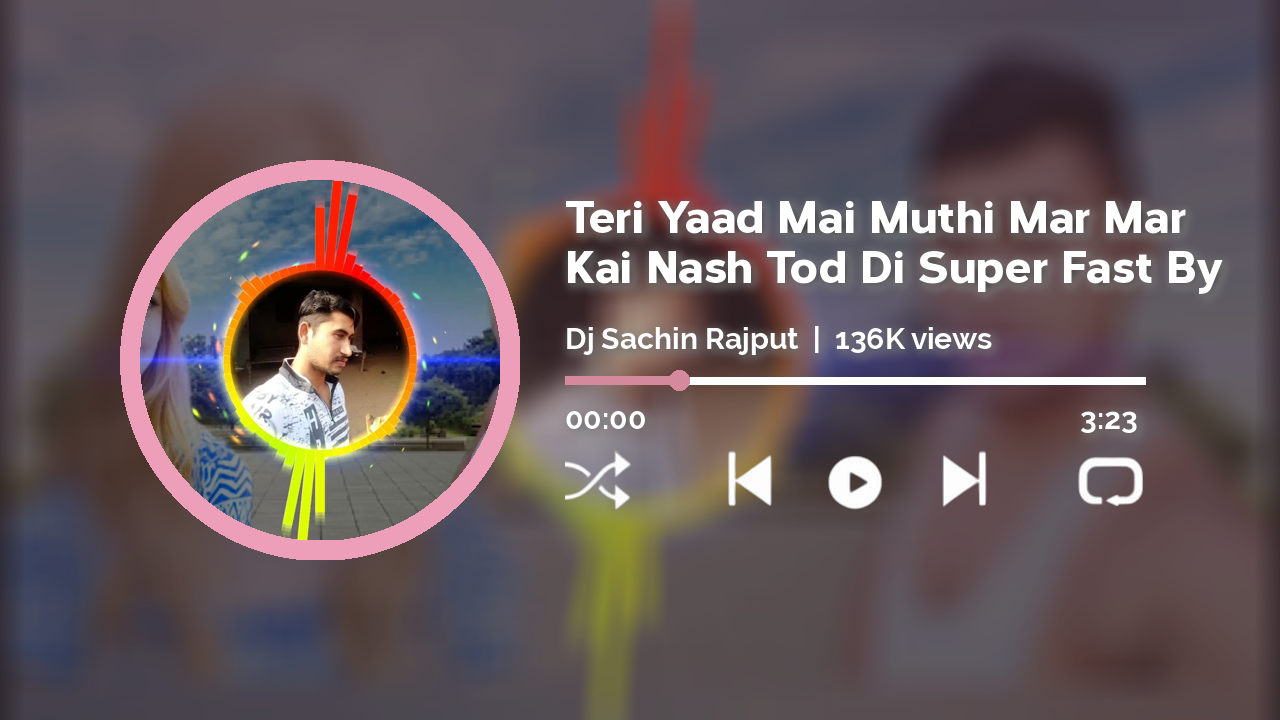 Teri Yaad Mai Muthi Mar Mar
Kai Nash Tod Di Super Fast By
Dj Sachin Rajput | 136K views
00:00 3:23